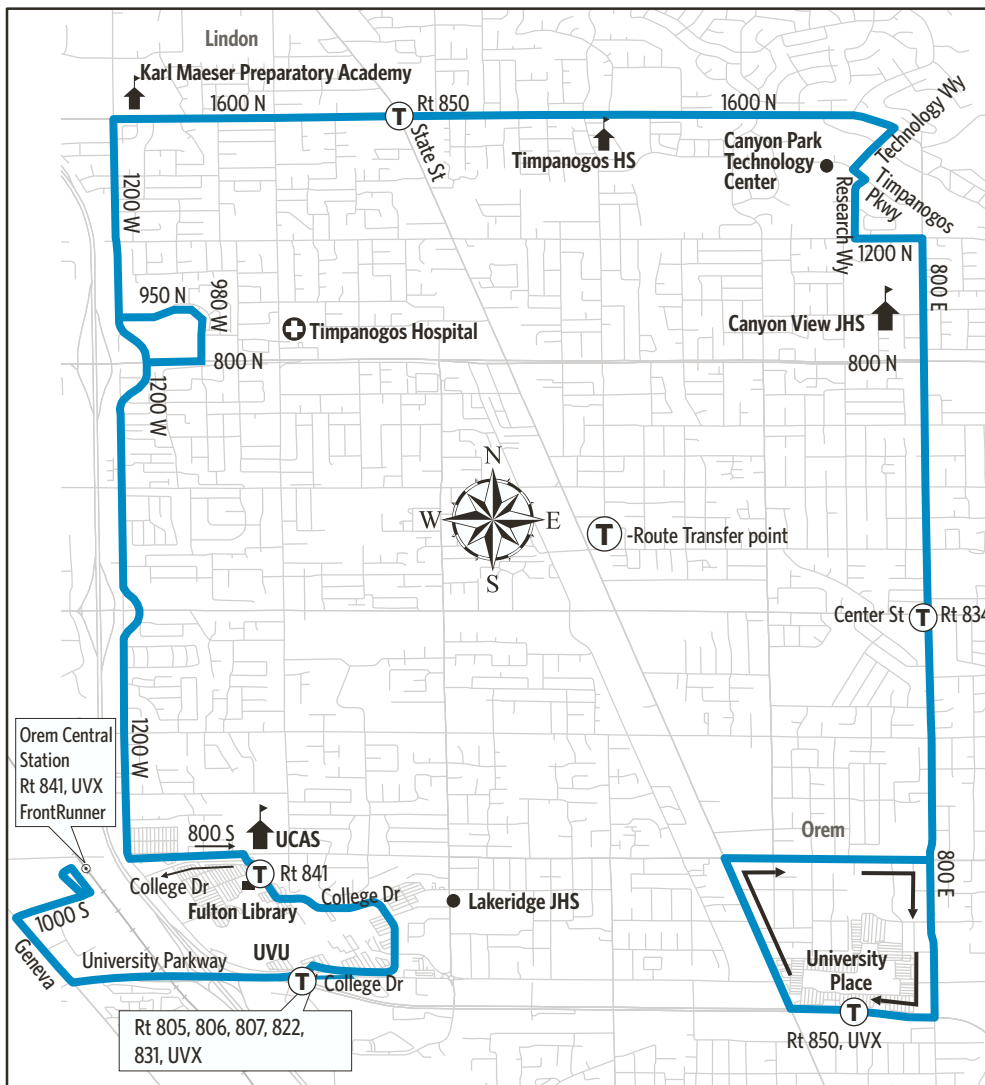 Lindon
Karl Maeser Preparatory Academy
1600 N
Rt 850
1600 N
Technology Wy
State St
Timpanogos HS
Canyon Park
Technology
Center
Timpanogos
Pkwy
1200 W
Research Wy
1200 N
950 N
980 W
800 E
Timpanogos Hospital
Canyon View JHS
800 N
800 N
1200 W
N
W
E
S
T
-Route Transfer point
Center St
T
Rt 834
1200 W
Orem Central
Station
Rt 841, UVX
FrontRunner
800 S
UCAS
Orem
800 E
College Dr
T
Rt 841
College Dr
Fulton Library
Lakeridge JHS
1000 S
Geneva
University Parkway
UVU
T
College Dr
University
Place
T
Rt 850, UVX
Rt 805, 806, 807, 822,
831, UVX
T